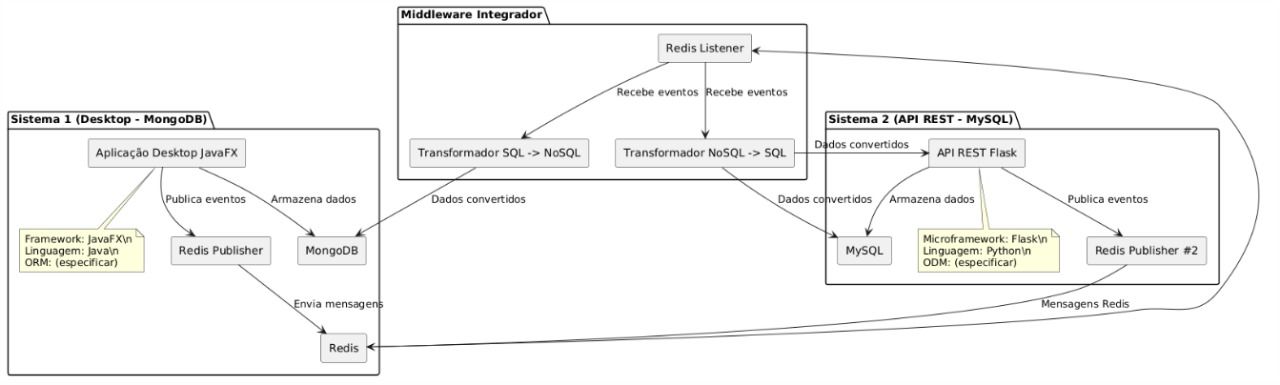 Middleware Integrador
Redis Listener
Recebe eventos
Recebe eventos
Transformador SQL -> NoSQL
Transformador NoSQL -> SQL
Dados convertidos
Dados convertidos
Dados convertidos
Sistema 1 (Desktop - MongoDB)
Aplicação Desktop JavaFX
Publica eventos
Armazena dados
Framework: JavaFX\n
Linguagem: Java\n
ORM: (especificar)
Redis Publisher
MongoDB
Envia mensagens
Redis
Sistema 2 (API REST - MySQL)
API REST Flask
Armazena dados
Publica eventos
MySQL
Microframework: Flask\n
Linguagem: Python\n
ODM: (especificar)
Redis Publisher #2
Mensagens Redis